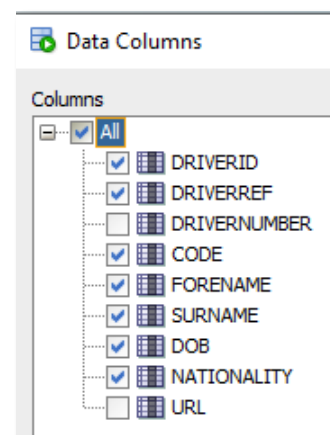 Data Columns
Columns
All
DRIVERID
DRIVERREF
DRIVERNUMBER
CODE
FORENAME
SURNAME
DOB
NATIONALITY
URL